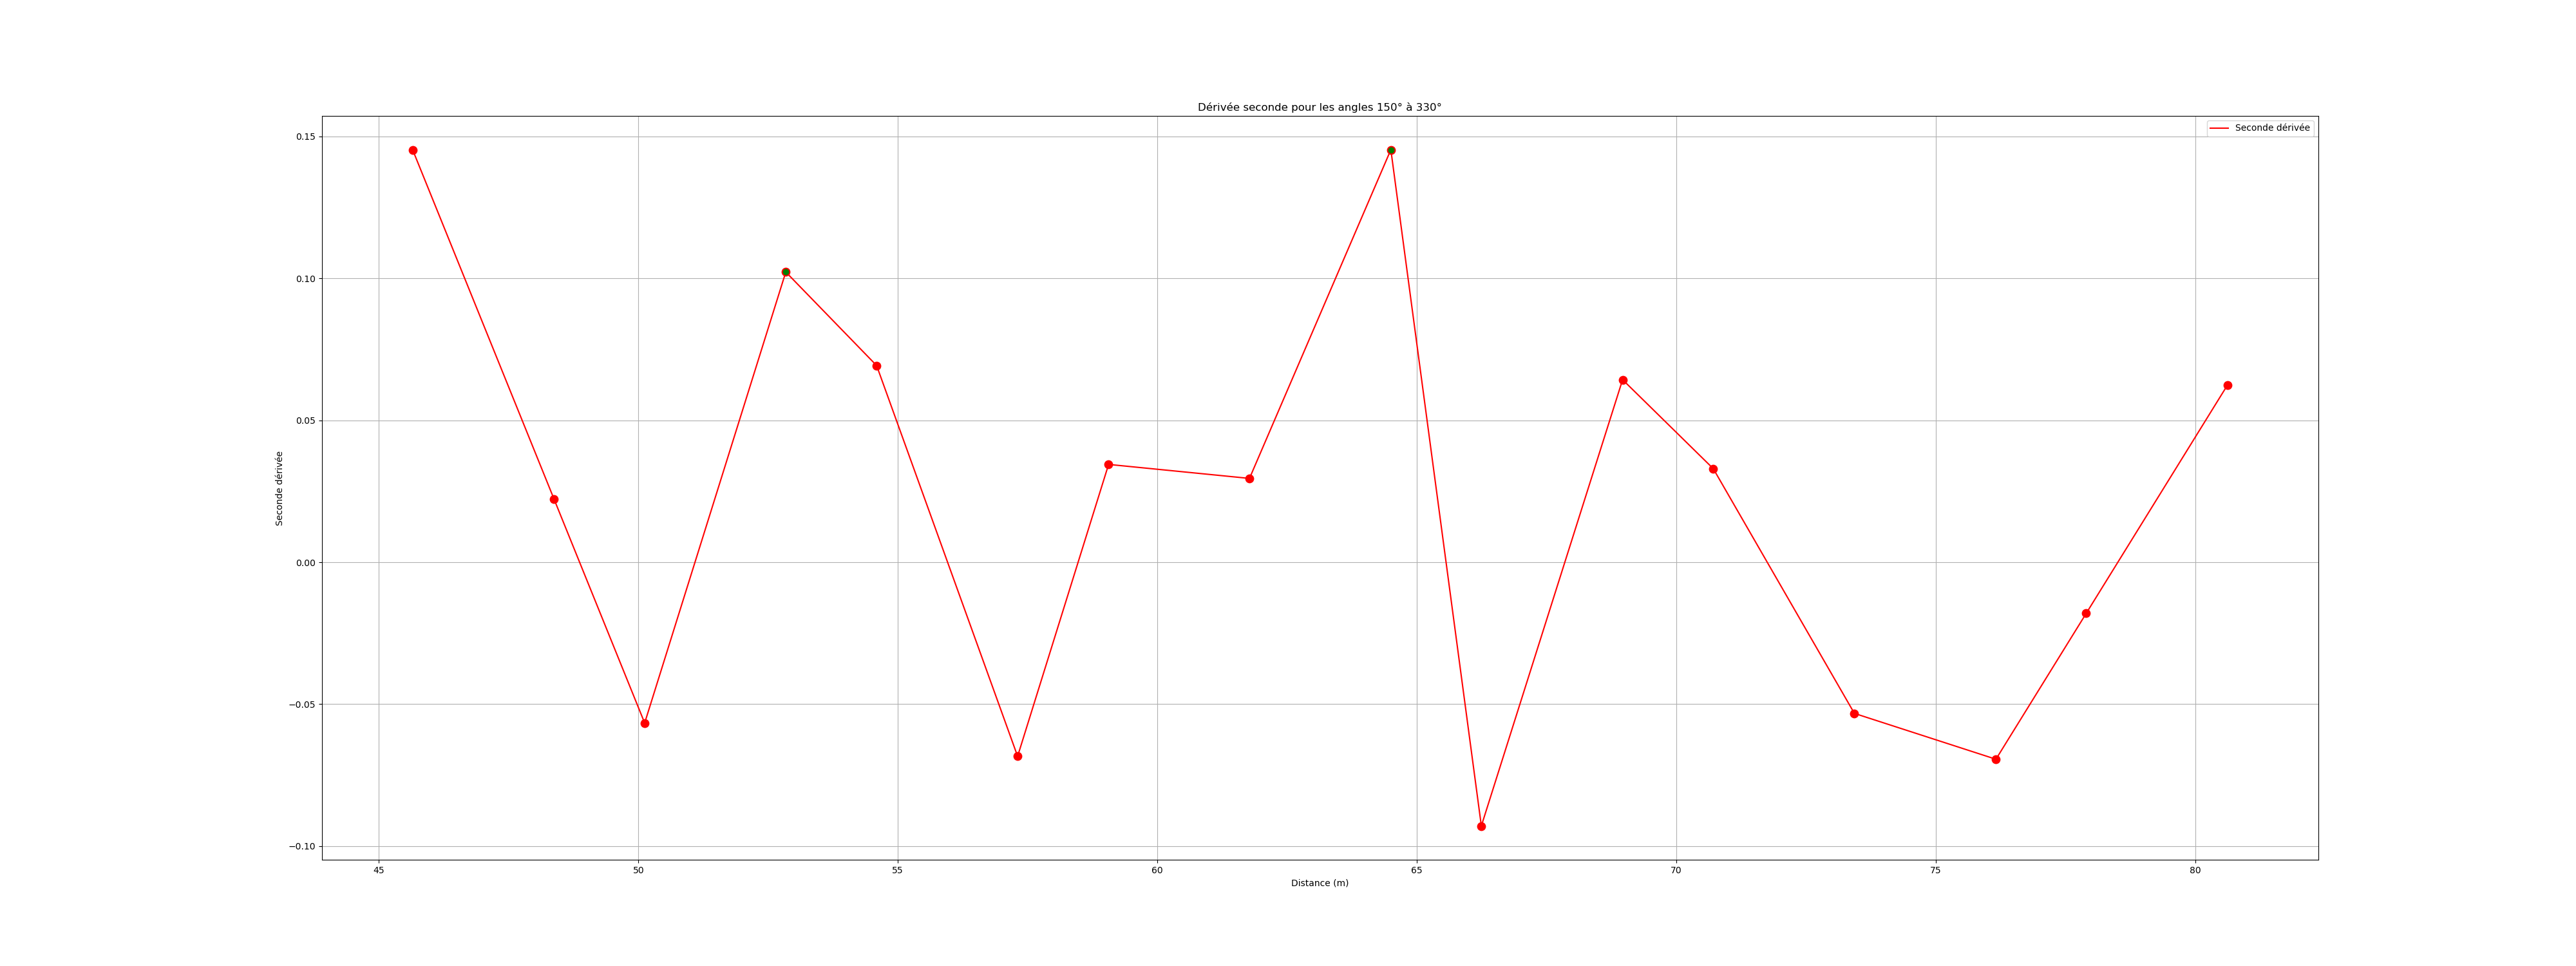 Dérivée seconde pour les angles 150° à 330°
Seconde dérivée
0.15
0.10
0.05
0.00
−0.05
−0.10
Seconde dérivée
45 50 55 60 65 70 75 80
Distance (m)